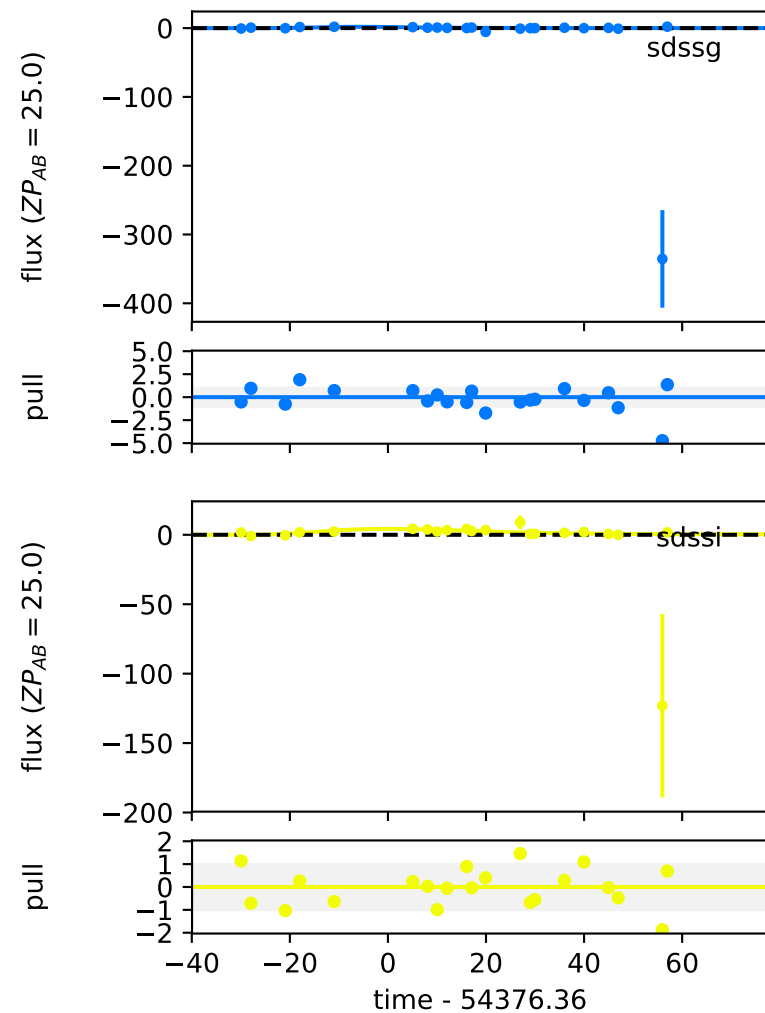 0
−100
−200
−300
−400
flux (ZP_AB = 25.0)
sdssg
5.0
2.5
0.0
−2.5
−5.0
pull
0
−50
−100
−150
−200
flux (ZP_AB = 25.0)
sdssi
2
1
0
−1
−2
pull
−40 −20 0 20 40 60
time - 54376.36